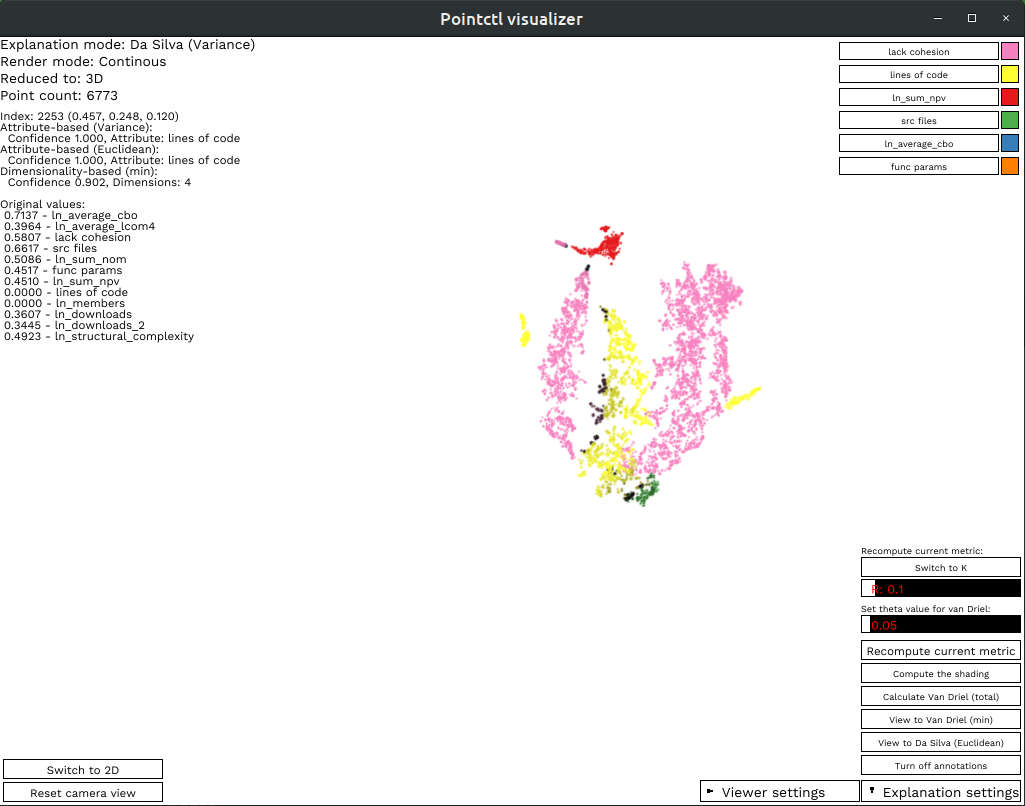 Pointctl visualizer
Explanation mode: Da Silva (Variance)
Render mode: Continous
Reduced to: 3D
Point count: 6773
Index: 2253 (0.457, 0.248, 0.120)
Attribute-based (Variance):
Confidence 1.000, Attribute: lines of code
Attribute-based (Euclidean):
Confidence 1.000, Attribute: lines of code
Dimensionality-based (min):
Confidence 0.902, Dimensions: 4
Original values:
0.7137 - ln_average_cbo
0.3964 - ln_average_lcom4
0.5807 - lack cohesion
0.6617 - src files
0.5086 - ln_sum_nom
0.4517 - func params
0.4510 - ln_sum_npv
0.0000 - lines of code
0.0000 - ln_members
0.3607 - ln_downloads
0.3445 - ln_downloads_2
0.4923 - ln_structural_complexity
lack cohesion
lines of code
ln_sum_npv
src files
ln_average_cbo
func params
Recompute current metric:
Switch to K
R: 0.1
Set theta value for van Driel:
0.05
Recompute current metric
Compute the shading
Calculate Van Driel (total)
View to Van Driel (min)
View to Da Silva (Euclidean)
Turn off annotations
Switch to 2D
Reset camera view
Viewer settings
Explanation settings